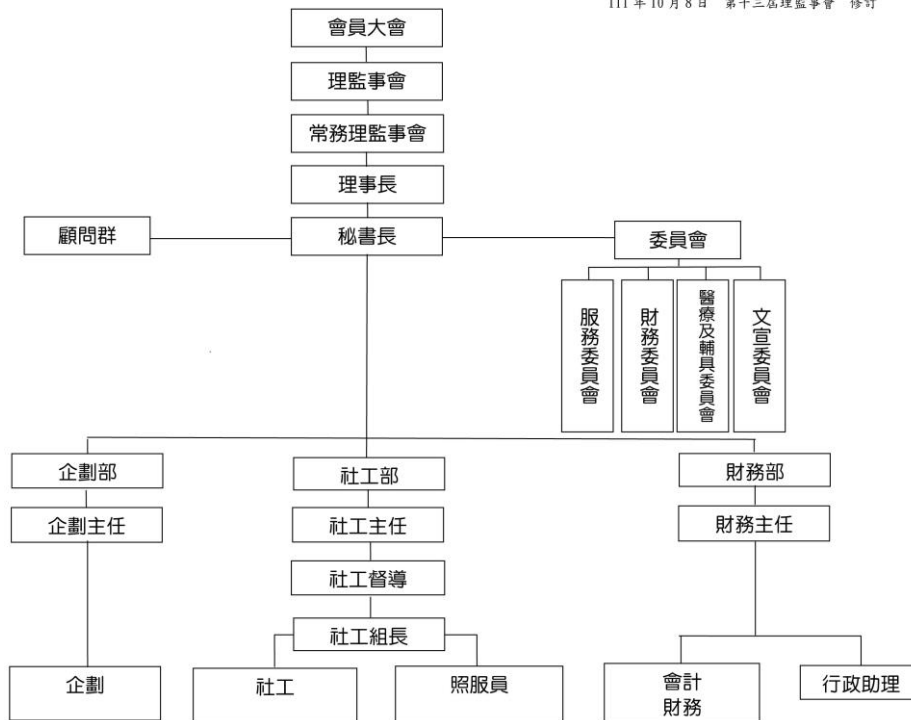 111 年 10 月 8 日 第十三屆理監事會 修訂
會員大會
理監事會
常務理監事會
理事長
顧問群
秘書長
委員會
服務委員會
財務委員會
醫療及輔具委員會
文宣委員會
企劃部
社工部
財務部
企劃主任
社工主任
財務主任
社工督導
社工組長
企劃
社工
照服員
會計
財務
行政助理